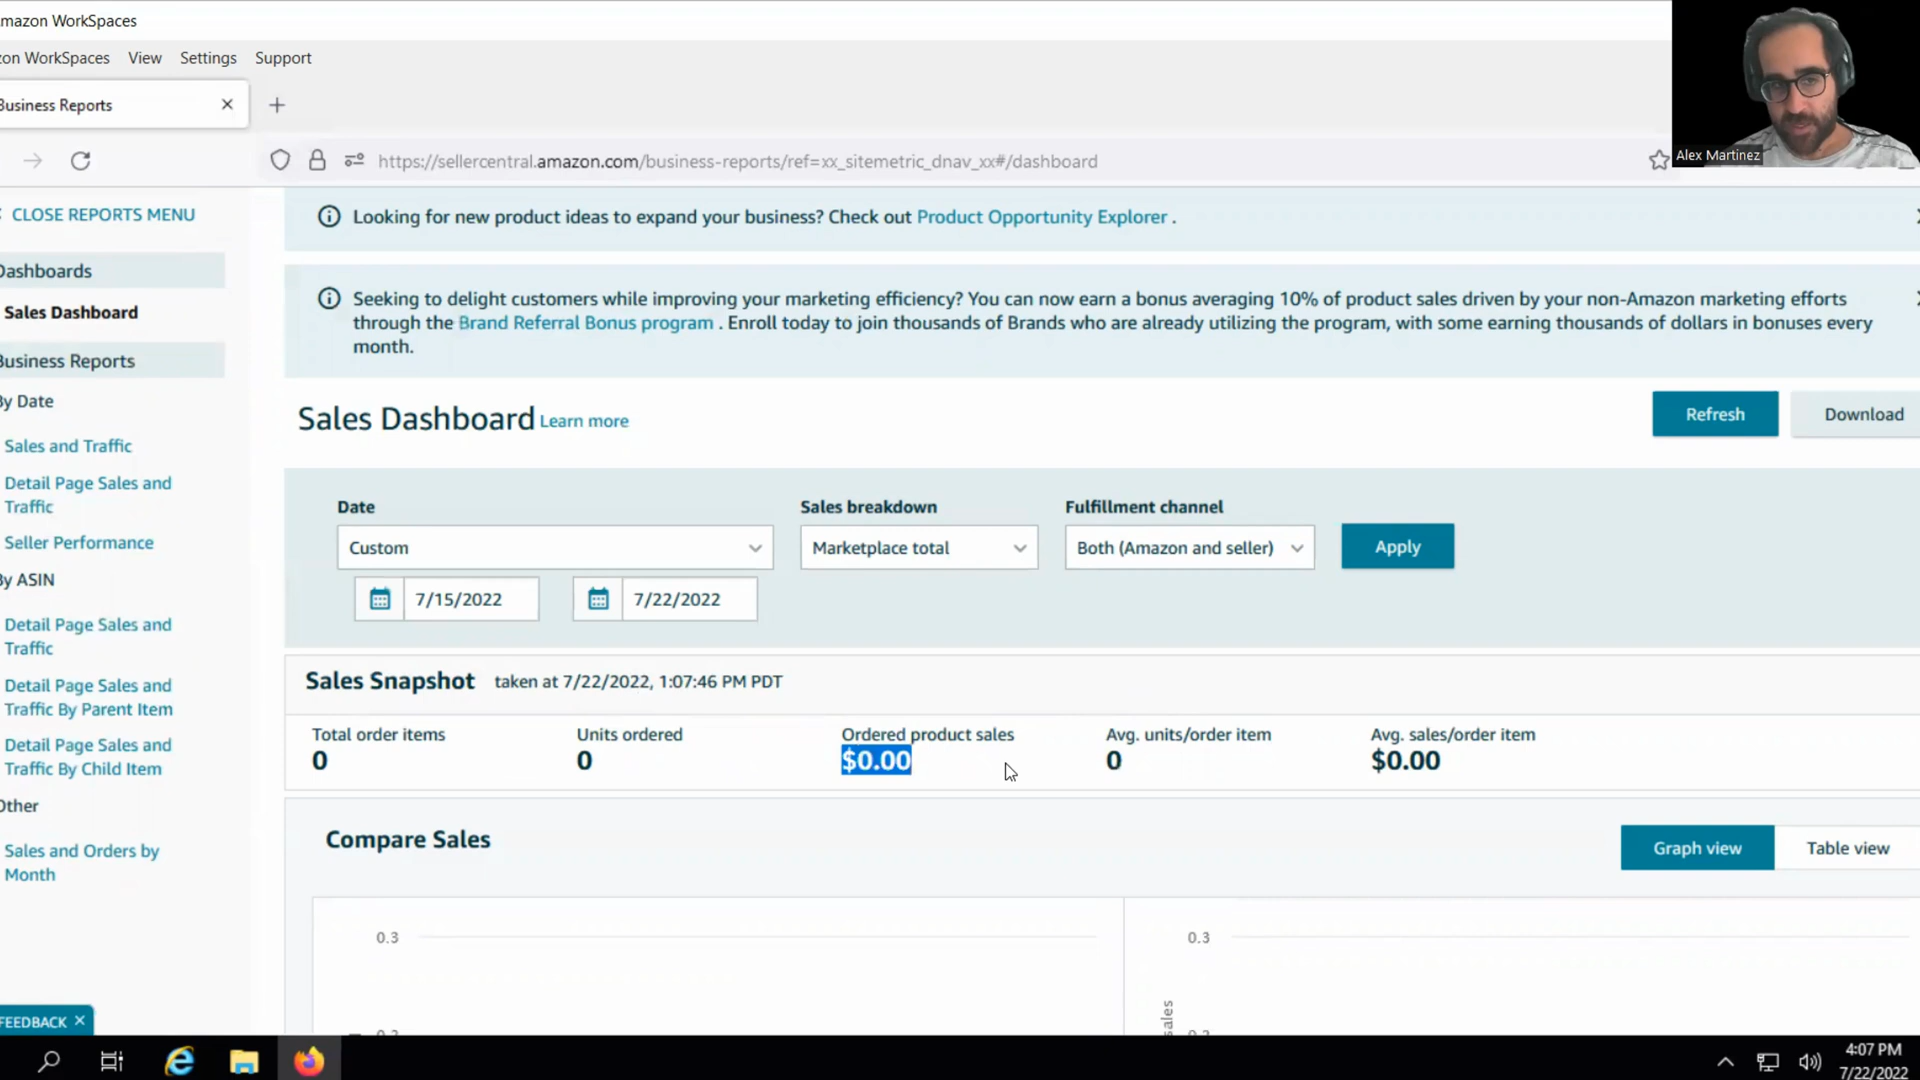 mazon WorkSpaces
zon WorkSpaces View Settings Support
Business Reports
https://sellercentral.amazon.com/business-reports/ref=xx_sitemetric_dnav_xx#/dashboard
Alex Martinez
CLOSE REPORTS MENU
Looking for new product ideas to expand your business? Check out Product Opportunity Explorer .
Dashboards
Sales Dashboard
Seeking to delight customers while improving your marketing efficiency? You can now earn a bonus averaging 10% of product sales driven by your non-Amazon marketing efforts
through the Brand Referral Bonus program . Enroll today to join thousands of Brands who are already utilizing the program, with some earning thousands of dollars in bonuses every
month.
Business Reports
By Date
Sales and Traffic
Detail Page Sales and
Traffic
Seller Performance
By ASIN
Detail Page Sales and
Traffic
Detail Page Sales and
Traffic By Parent Item
Detail Page Sales and
Traffic By Child Item
Other
Sales and Orders by
Month
FEEDBACK
Sales Dashboard Learn more
Refresh Download
Date Sales breakdown Fulfillment channel
Custom Marketplace total Both (Amazon and seller) Apply
7/15/2022 7/22/2022
Sales Snapshot taken at 7/22/2022, 1:07:46 PM PDT
Total order items Units ordered Ordered product sales Avg. units/order item Avg. sales/order item
0 0 $0.00 0 $0.00
Compare Sales
Graph view Table view
0.3 0.3
sales
4:07 PM
7/22/2022